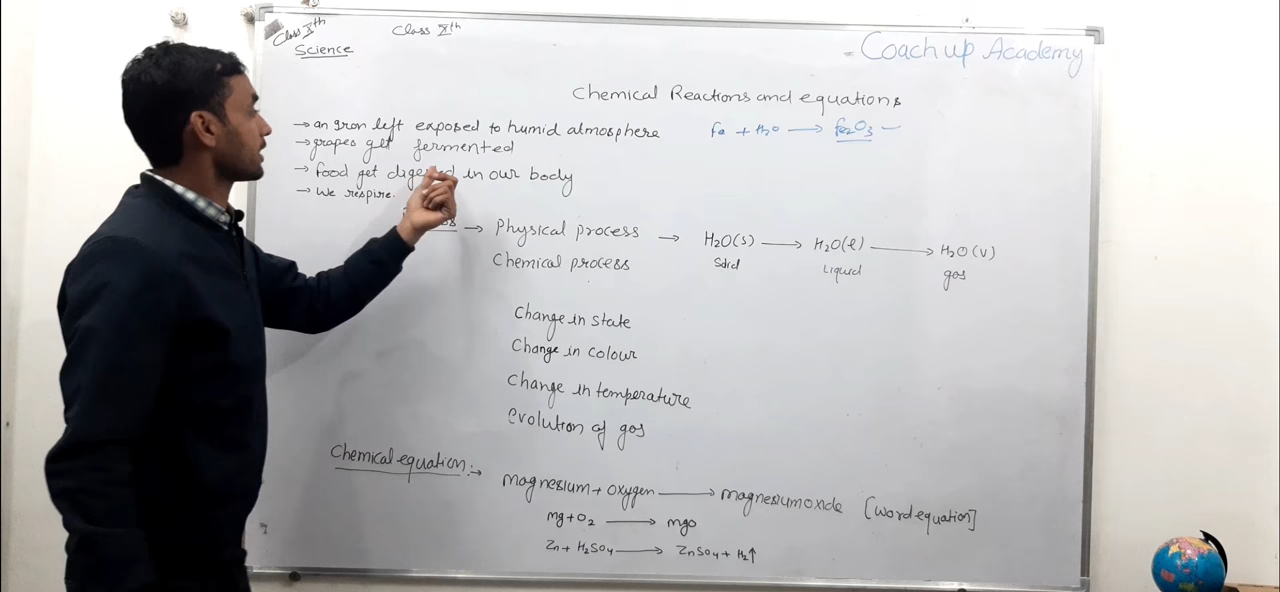 Class Xth
Class Xth
Science
Coach up Academy
Chemical Reactions and equations
→ an iron left exposed to humid atmosphere
Fe + H2O → Fe2O3
→ grapes get fermented
→ food get digested in our body
→ We respire.
→ Physical process → H2O(s) → H2O(l) → H2O(v)
Solid Liquid gas
Chemical process
Change in state
Change in colour
Change in temperature
evolution of gas
Chemical equation:→
Magnesium + oxygen → magnesium oxide [word equation]
Mg + O2 → MgO
Zn + H2SO4 → ZnSO4 + H2↑